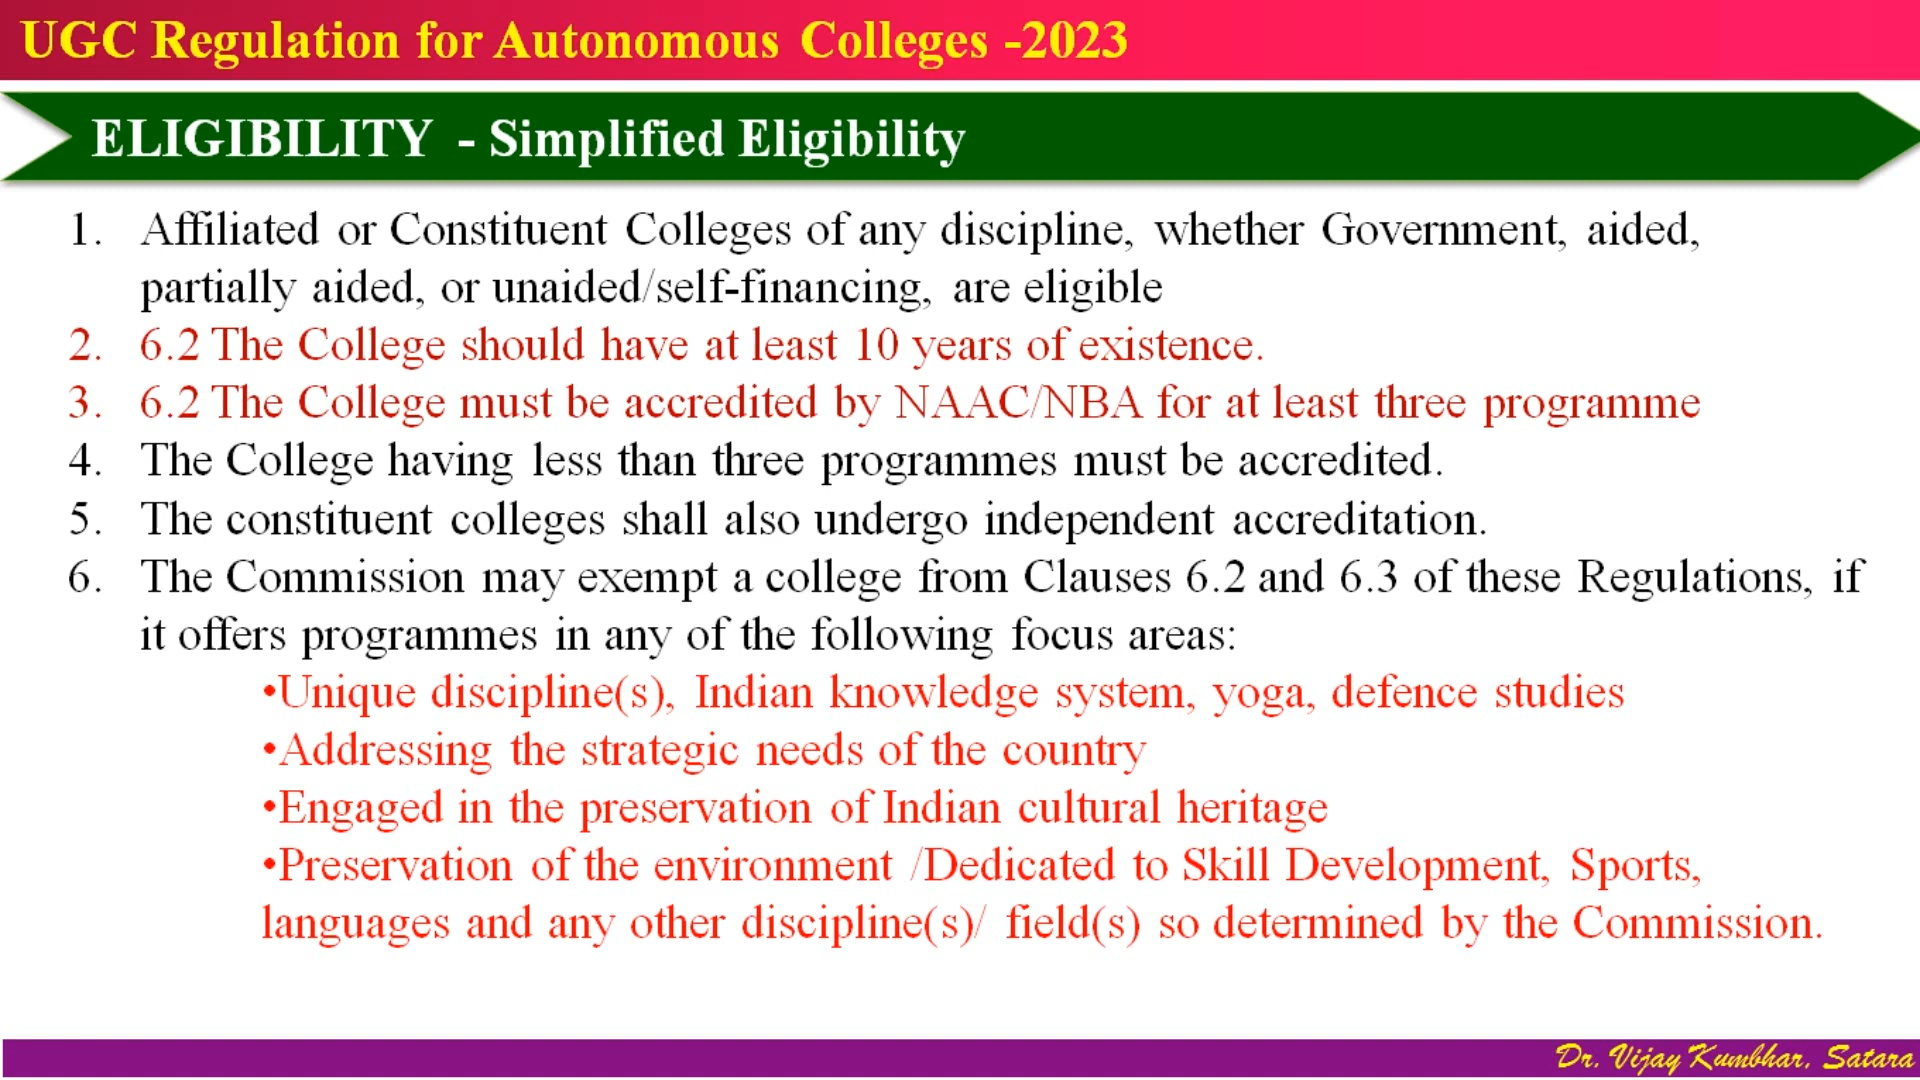 UGC Regulation for Autonomous Colleges -2023
ELIGIBILITY - Simplified Eligibility
1. Affiliated or Constituent Colleges of any discipline, whether Government, aided,
partially aided, or unaided/self-financing, are eligible
2. 6.2 The College should have at least 10 years of existence.
3. 6.2 The College must be accredited by NAAC/NBA for at least three programme
4. The College having less than three programmes must be accredited.
5. The constituent colleges shall also undergo independent accreditation.
6. The Commission may exempt a college from Clauses 6.2 and 6.3 of these Regulations, if
it offers programmes in any of the following focus areas:
•Unique discipline(s), Indian knowledge system, yoga, defence studies
•Addressing the strategic needs of the country
•Engaged in the preservation of Indian cultural heritage
•Preservation of the environment /Dedicated to Skill Development, Sports,
languages and any other discipline(s)/ field(s) so determined by the Commission.
Dr. Vijay Kumbhar, Satara